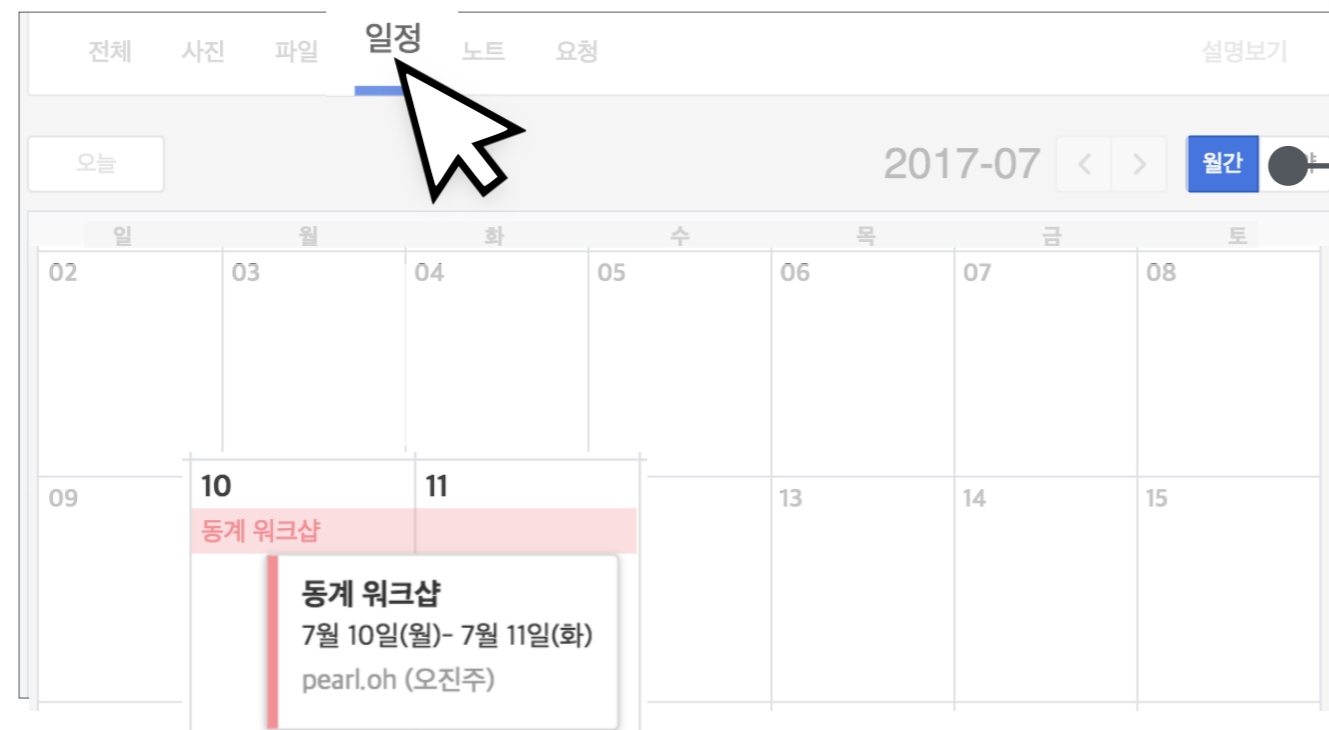 전체 사진 파일 일정 노트 요청 설명보기
오늘 2017-07 < > 월간
일 월 화 수 목 금 토
02 03 04 05 06 07 08
09 10 11 13 14 15
동계 워크샵
동계 워크샵
7월 10일(월)- 7월 11일(화)
pearl.oh (오진주)